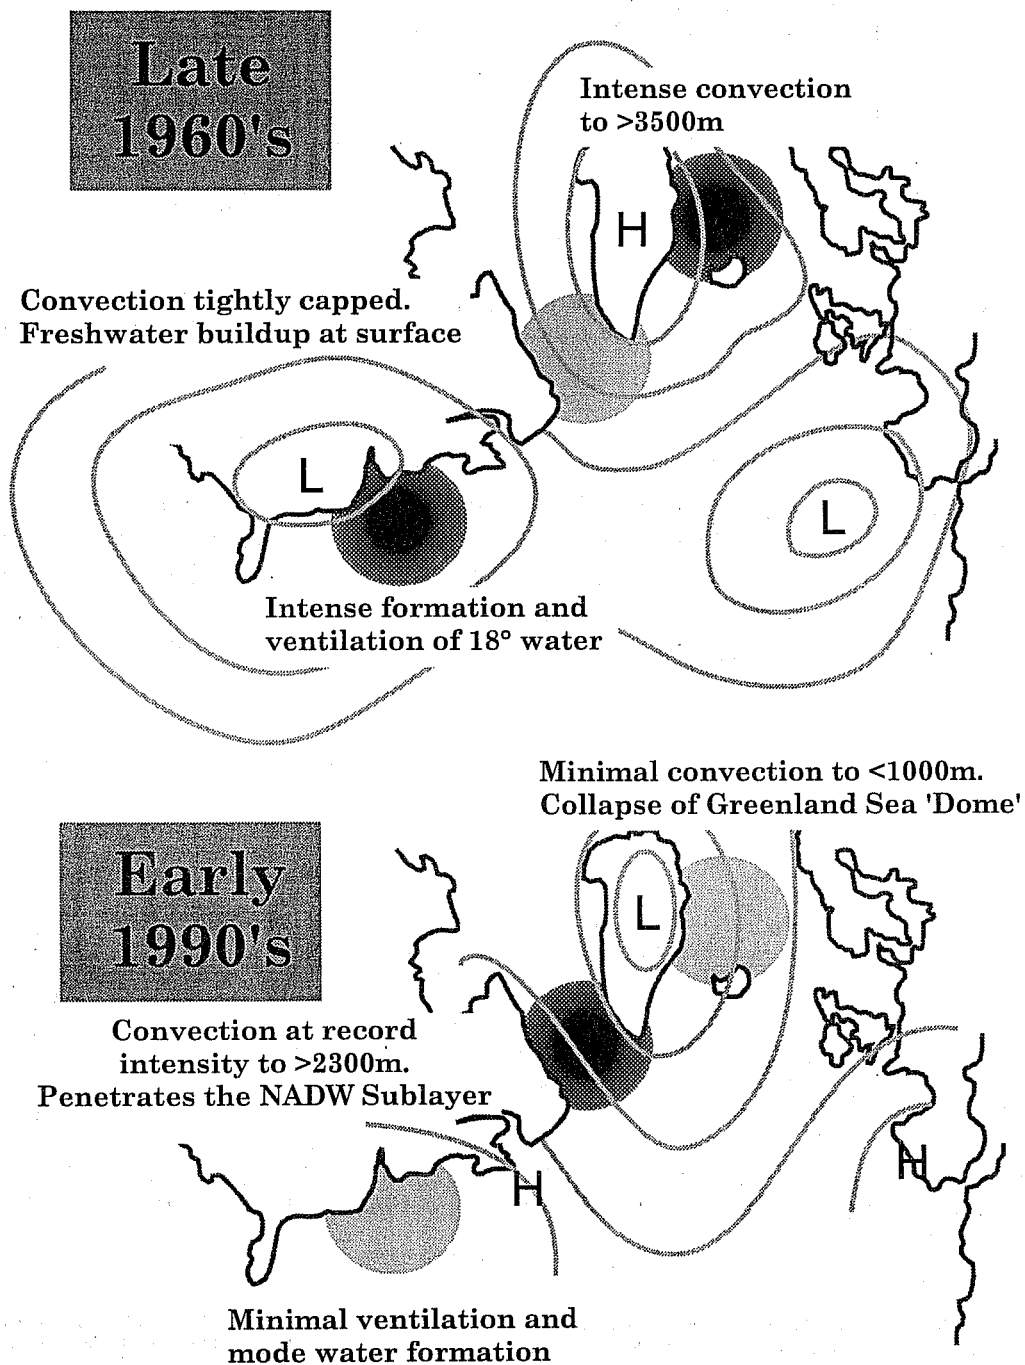 Late
1960's
Intense convection
to >3500m
H
Convection tightly capped.
Freshwater buildup at surface
L
L
Intense formation and
ventilation of 18° water
Minimal convection to <1000m.
Collapse of Greenland Sea 'Dome'
Early
1990's
L
Convection at record
intensity to >2300m.
Penetrates the NADW Sublayer
H
H
Minimal ventilation and
mode water formation